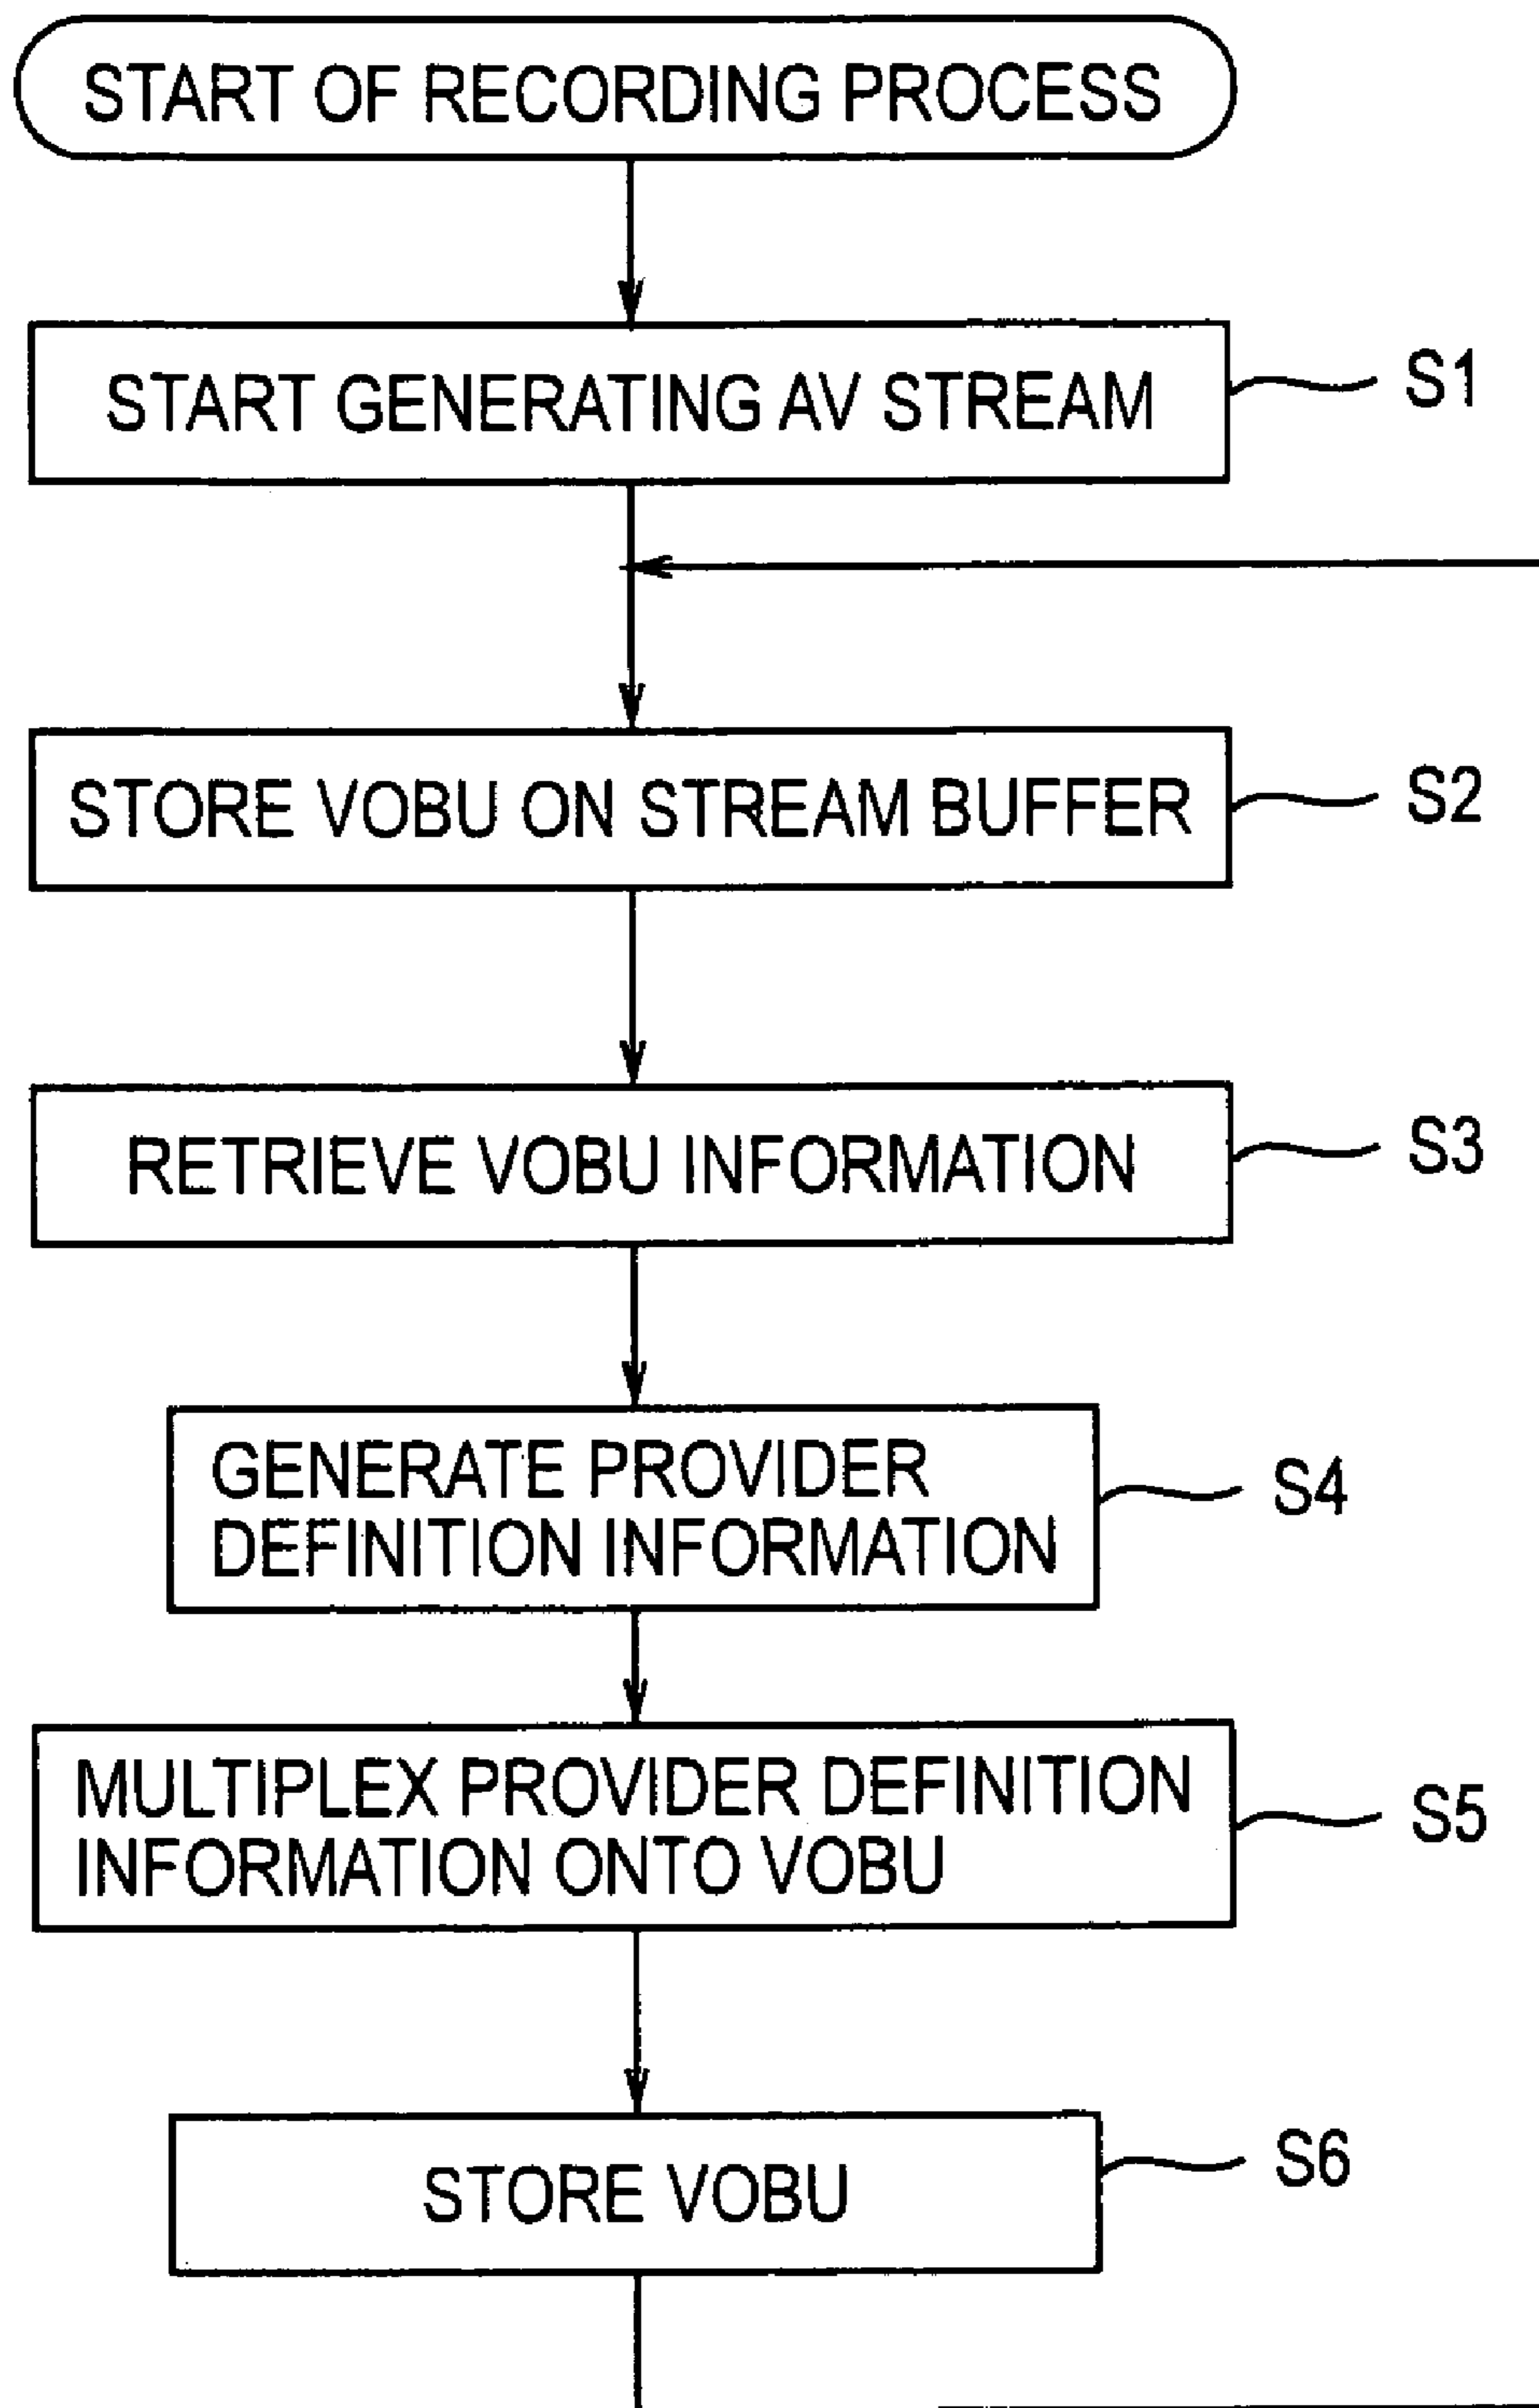 START OF RECORDING PROCESS
START GENERATING AV STREAM
S1
STORE VOBU ON STREAM BUFFER
S2
RETRIEVE VOBU INFORMATION
S3
GENERATE PROVIDER
DEFINITION INFORMATION
S4
MULTIPLEX PROVIDER DEFINITION
INFORMATION ONTO VOBU
S5
STORE VOBU
S6